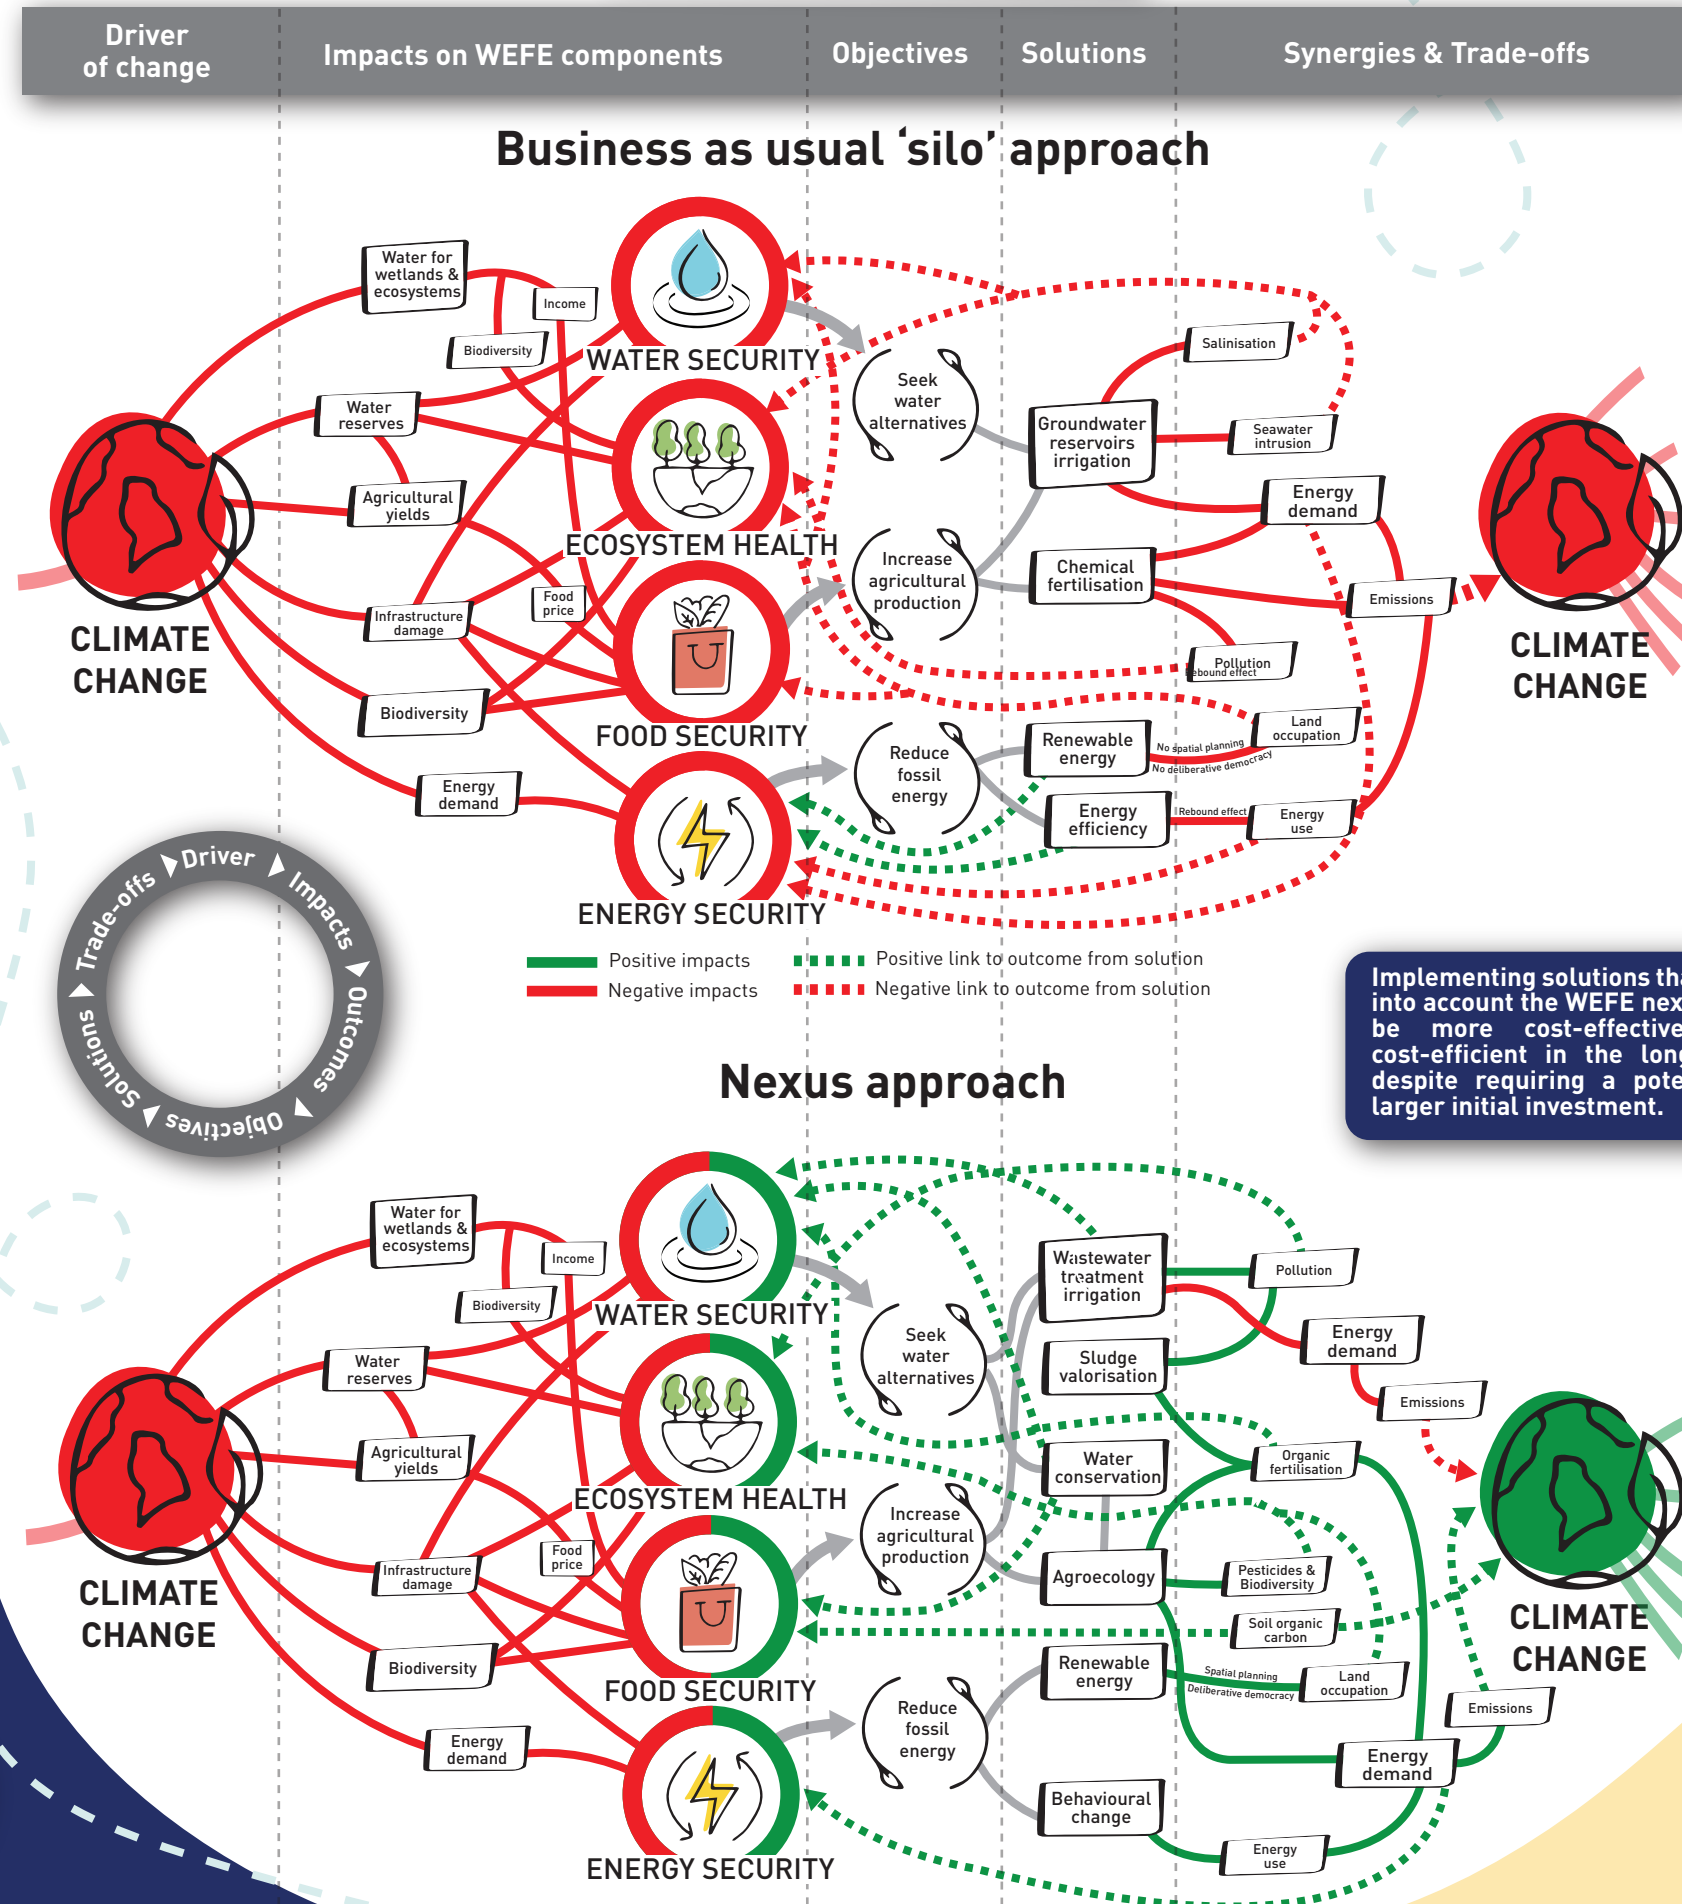 Driver
of change
Impacts on WEFE components
Objectives
Solutions
Synergies & Trade-offs
Business as usual ‘silo’ approach
Water for
wetlands &
ecosystems
Income
Biodiversity
WATER SECURITY
Water
reserves
Agricultural
yields
ECOSYSTEM HEALTH
Food
price
Infrastructure
damage
CLIMATE
CHANGE
Biodiversity
FOOD SECURITY
Energy
demand
ENERGY SECURITY
Seek
water
alternatives
Increase
agricultural
production
Reduce
fossil
energy
Groundwater
reservoirs
irrigation
Chemical
fertilisation
Renewable
energy
Energy
efficiency
Salinisation
Seawater
intrusion
Energy
demand
Emissions
Pollution
Rebound effect
Land
occupation
No spatial planning
No deliberative democracy
Rebound effect
Energy
use
CLIMATE
CHANGE
Driver
Impacts
Outcomes
Objectives
Solutions
Trade-offs
Positive impacts
Negative impacts
Positive link to outcome from solution
Negative link to outcome from solution
Implementing solutions tha
into account the WEFE nex
be more cost-effective
cost-efficient in the long
despite requiring a pote
larger initial investment.
Nexus approach
Water for
wetlands &
ecosystems
Income
Biodiversity
WATER SECURITY
Water
reserves
Agricultural
yields
ECOSYSTEM HEALTH
Food
price
Infrastructure
damage
CLIMATE
CHANGE
Biodiversity
FOOD SECURITY
Energy
demand
ENERGY SECURITY
Seek
water
alternatives
Increase
agricultural
production
Reduce
fossil
energy
Wastewater
treatment
irrigation
Sludge
valorisation
Water
conservation
Agroecology
Renewable
energy
Behavioural
change
Pollution
Energy
demand
Emissions
Organic
fertilisation
Pesticides &
Biodiversity
Soil organic
carbon
Spatial planning
Deliberative democracy
Land
occupation
Emissions
Energy
demand
Energy
use
CLIMATE
CHANGE